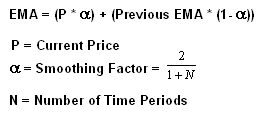 EMA = (P * α) + (Previous EMA * (1 - α))
P = Current Price
α = Smoothing Factor = 2 / (1 + N)
N = Number of Time Periods